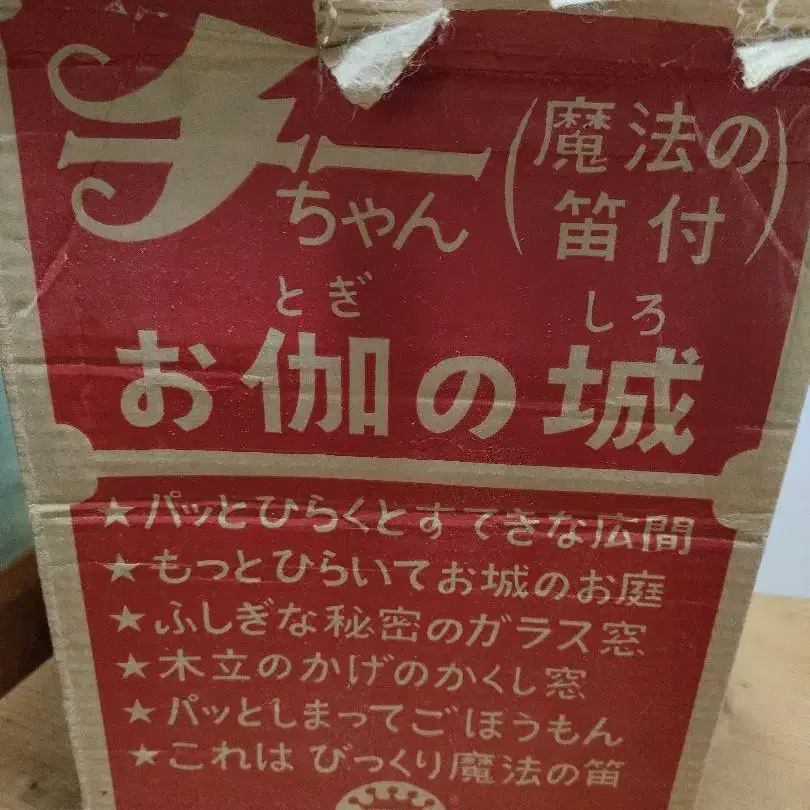 チー
ちゃん
(魔法の
笛付)
とぎ しろ
お伽の城
★パッとひらくとすてきな広間
★もっとひらいてお城のお庭
★ふしぎな秘密のガラス窓
★木立のかげのかくし窓
★パッとしまってごほうもん
★これはびっくり魔法の笛